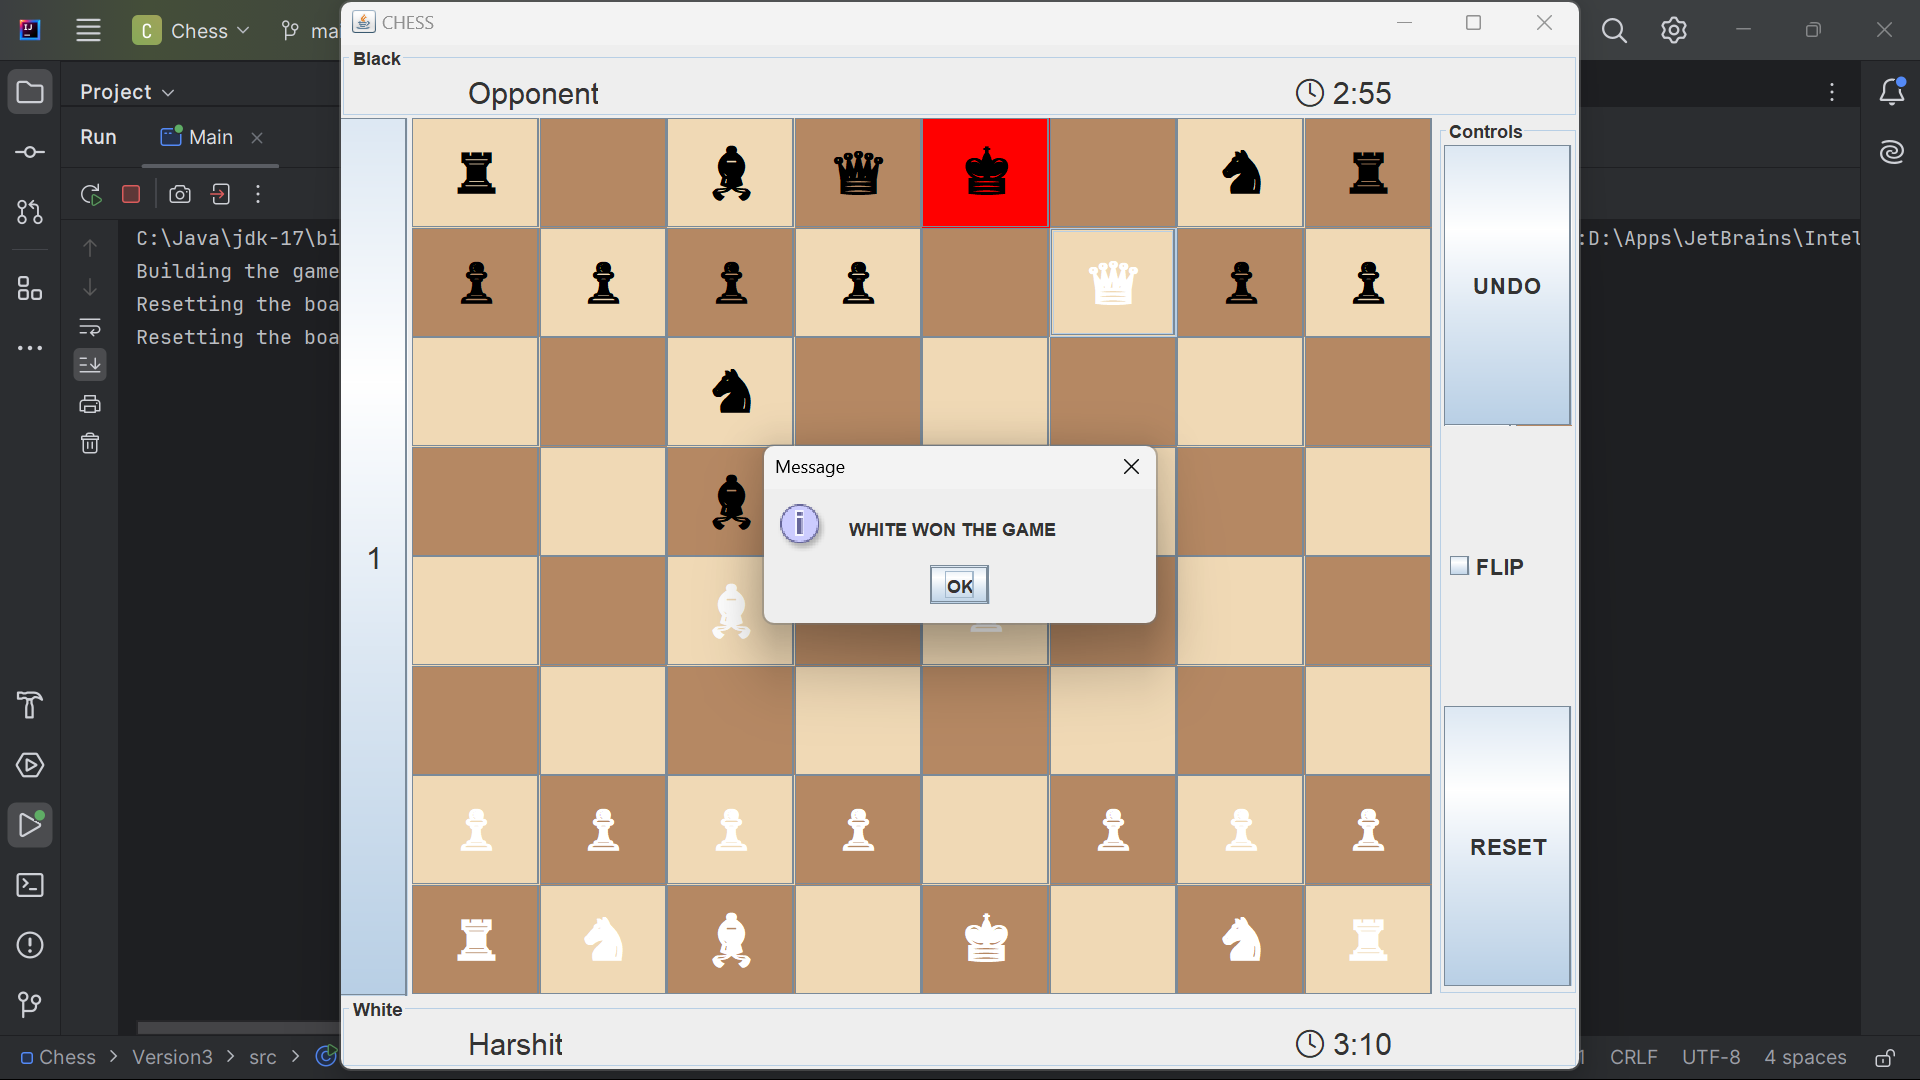 C Chess
CHESS
Black
Opponent 2:55
Project
Controls
Run Main
UNDO
C:\Java\jdk-17\bi
:D:\Apps\JetBrains\Intel
Building the game
Resetting the boa
Resetting the boa
Message
WHITE WON THE GAME
OK
1
FLIP
RESET
White
Harshit 3:10
Chess > Version3 > src >
CRLF UTF-8 4 spaces